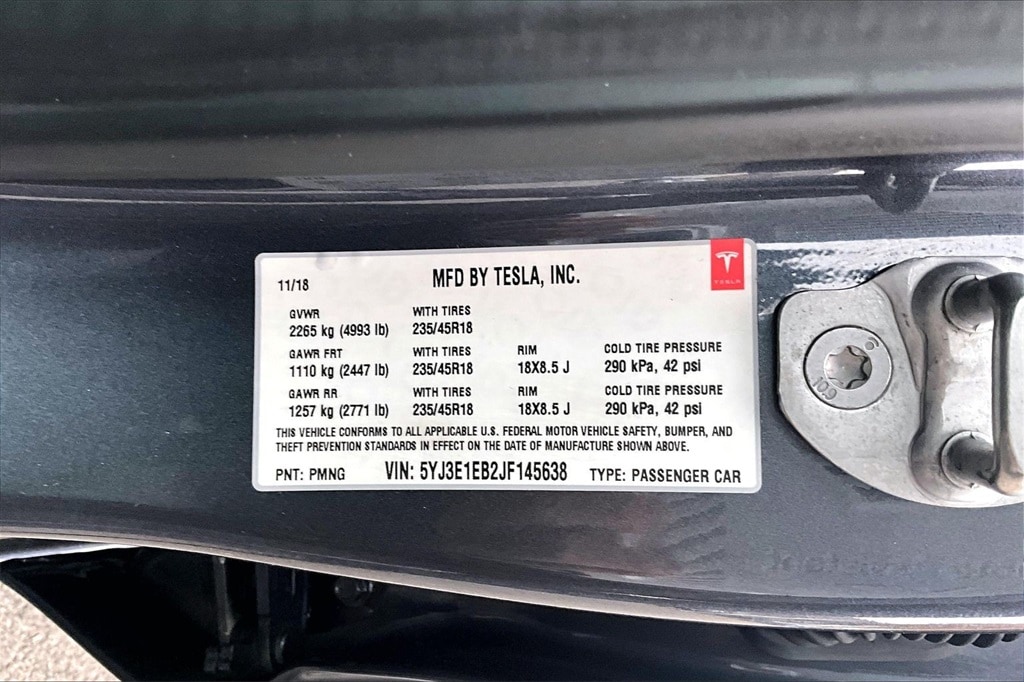 11/18 MFD BY TESLA, INC.
TESLA
GVWR WITH TIRES
2265 kg (4993 lb) 235/45R18
GAWR FRT WITH TIRES RIM COLD TIRE PRESSURE
1110 kg (2447 lb) 235/45R18 18X8.5 J 290 kPa, 42 psi
GAWR RR WITH TIRES RIM COLD TIRE PRESSURE
1257 kg (2771 lb) 235/45R18 18X8.5 J 290 kPa, 42 psi
THIS VEHICLE CONFORMS TO ALL APPLICABLE U.S. FEDERAL MOTOR VEHICLE SAFETY, BUMPER, AND
THEFT PREVENTION STANDARDS IN EFFECT ON THE DATE OF MANUFACTURE SHOWN ABOVE.
PNT: PMNG VIN: 5YJ3E1EB2JF145638 TYPE: PASSENGER CAR
10.9